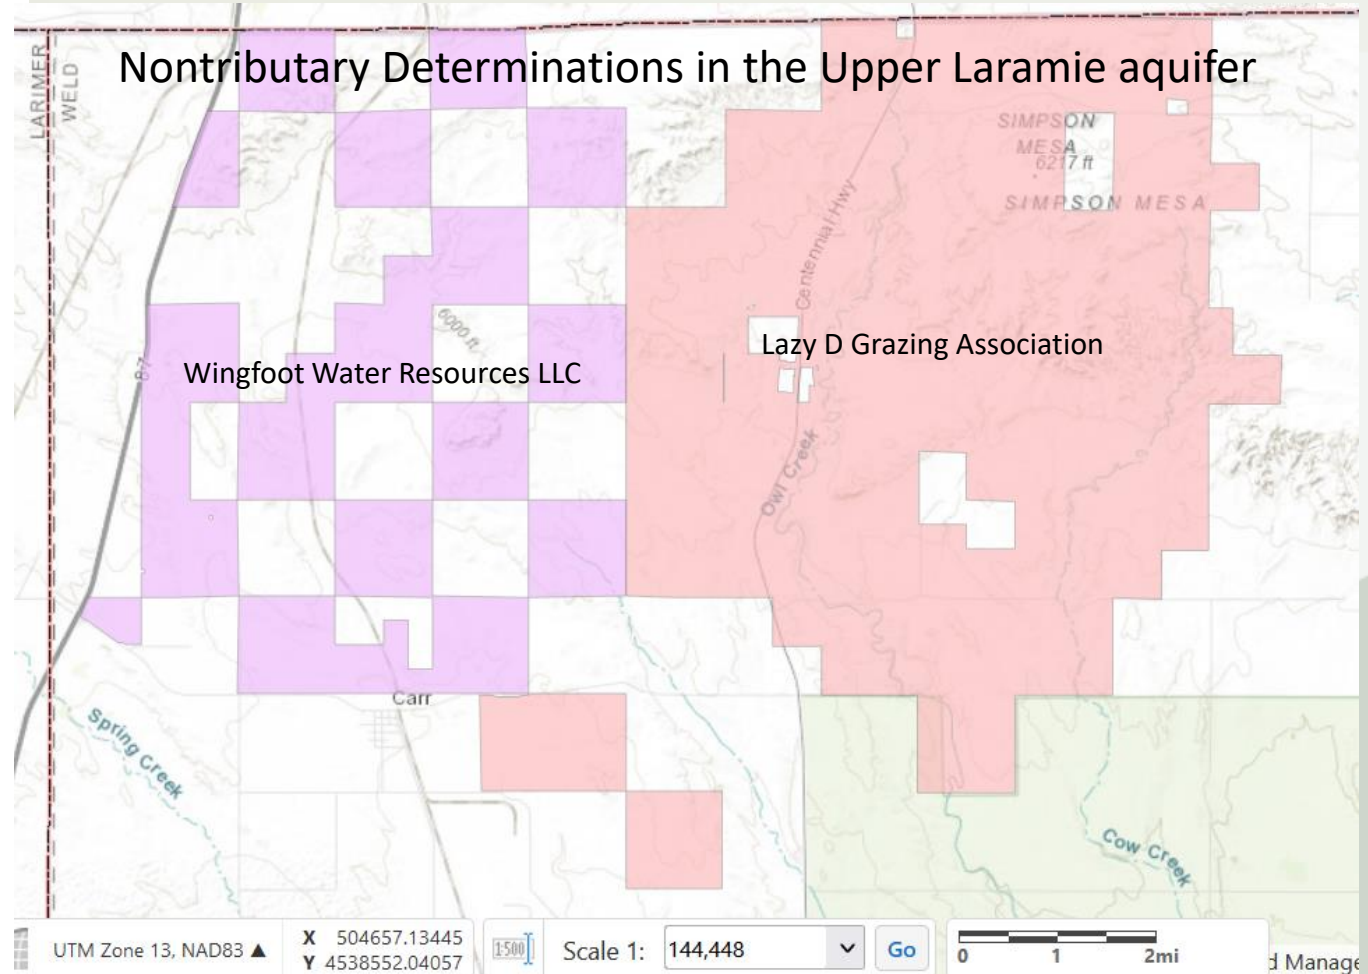 Nontributary Determinations in the Upper Laramie aquifer
LARIMER
WELD
SIMPSON
MESA
6217 ft
SIMPSON MESA
Centennial Hwy
6000 ft
87
Wingfoot Water Resources LLC
Lazy D Grazing Association
Owl Creek
Carr
Spring Creek
Cow Creek
UTM Zone 13, NAD83 ▲
X 504657.13445
Y 4538552.04057
1:500
Scale 1: 144,448
Go
0 1 2mi
d Manage